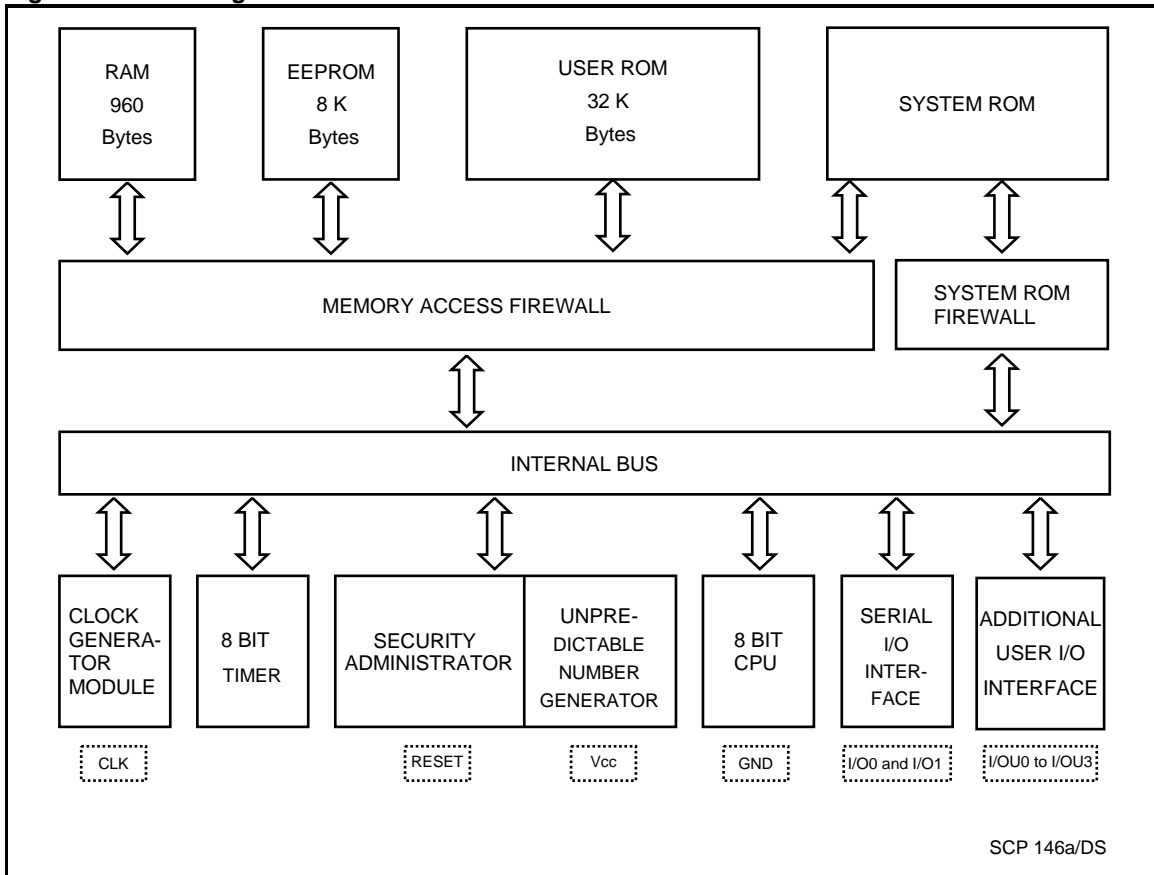 RAM
960
Bytes
EEPROM
8 K
Bytes
USER ROM
32 K
Bytes
SYSTEM ROM
MEMORY ACCESS FIREWALL
SYSTEM ROM
FIREWALL
INTERNAL BUS
CLOCK
GENERA-
TOR
MODULE
8 BIT
TIMER
SECURITY
ADMINISTRATOR
UNPRE-
DICTABLE
NUMBER
GENERATOR
8 BIT
CPU
SERIAL
I/O
INTER-
FACE
ADDITIONAL
USER I/O
INTERFACE
CLK
RESET
Vcc
GND
I/O0 and I/O1
I/OU0 to I/OU3
SCP 146a/DS